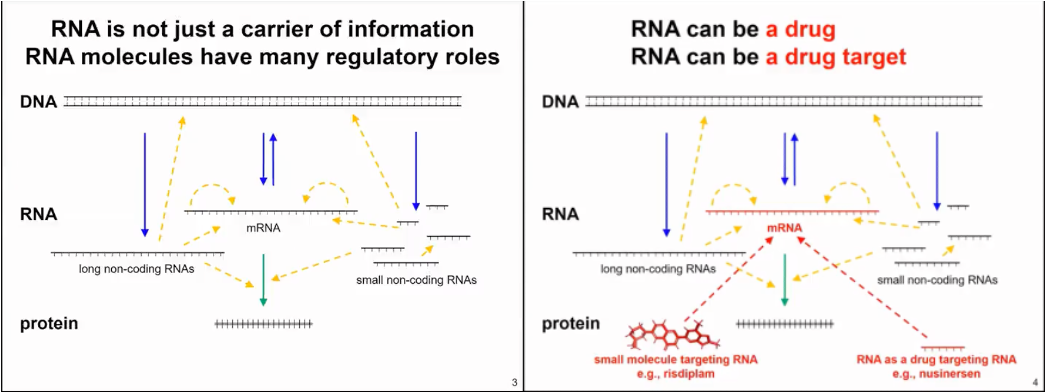 RNA is not just a carrier of information
RNA molecules have many regulatory roles
DNA
RNA
mRNA
long non-coding RNAs
small non-coding RNAs
protein
3
RNA can be a drug
RNA can be a drug target
DNA
RNA
mRNA
long non-coding RNAs
small non-coding RNAs
protein
small molecule targeting RNA
e.g., risdiplam
RNA as a drug targeting RNA
e.g., nusinersen
4